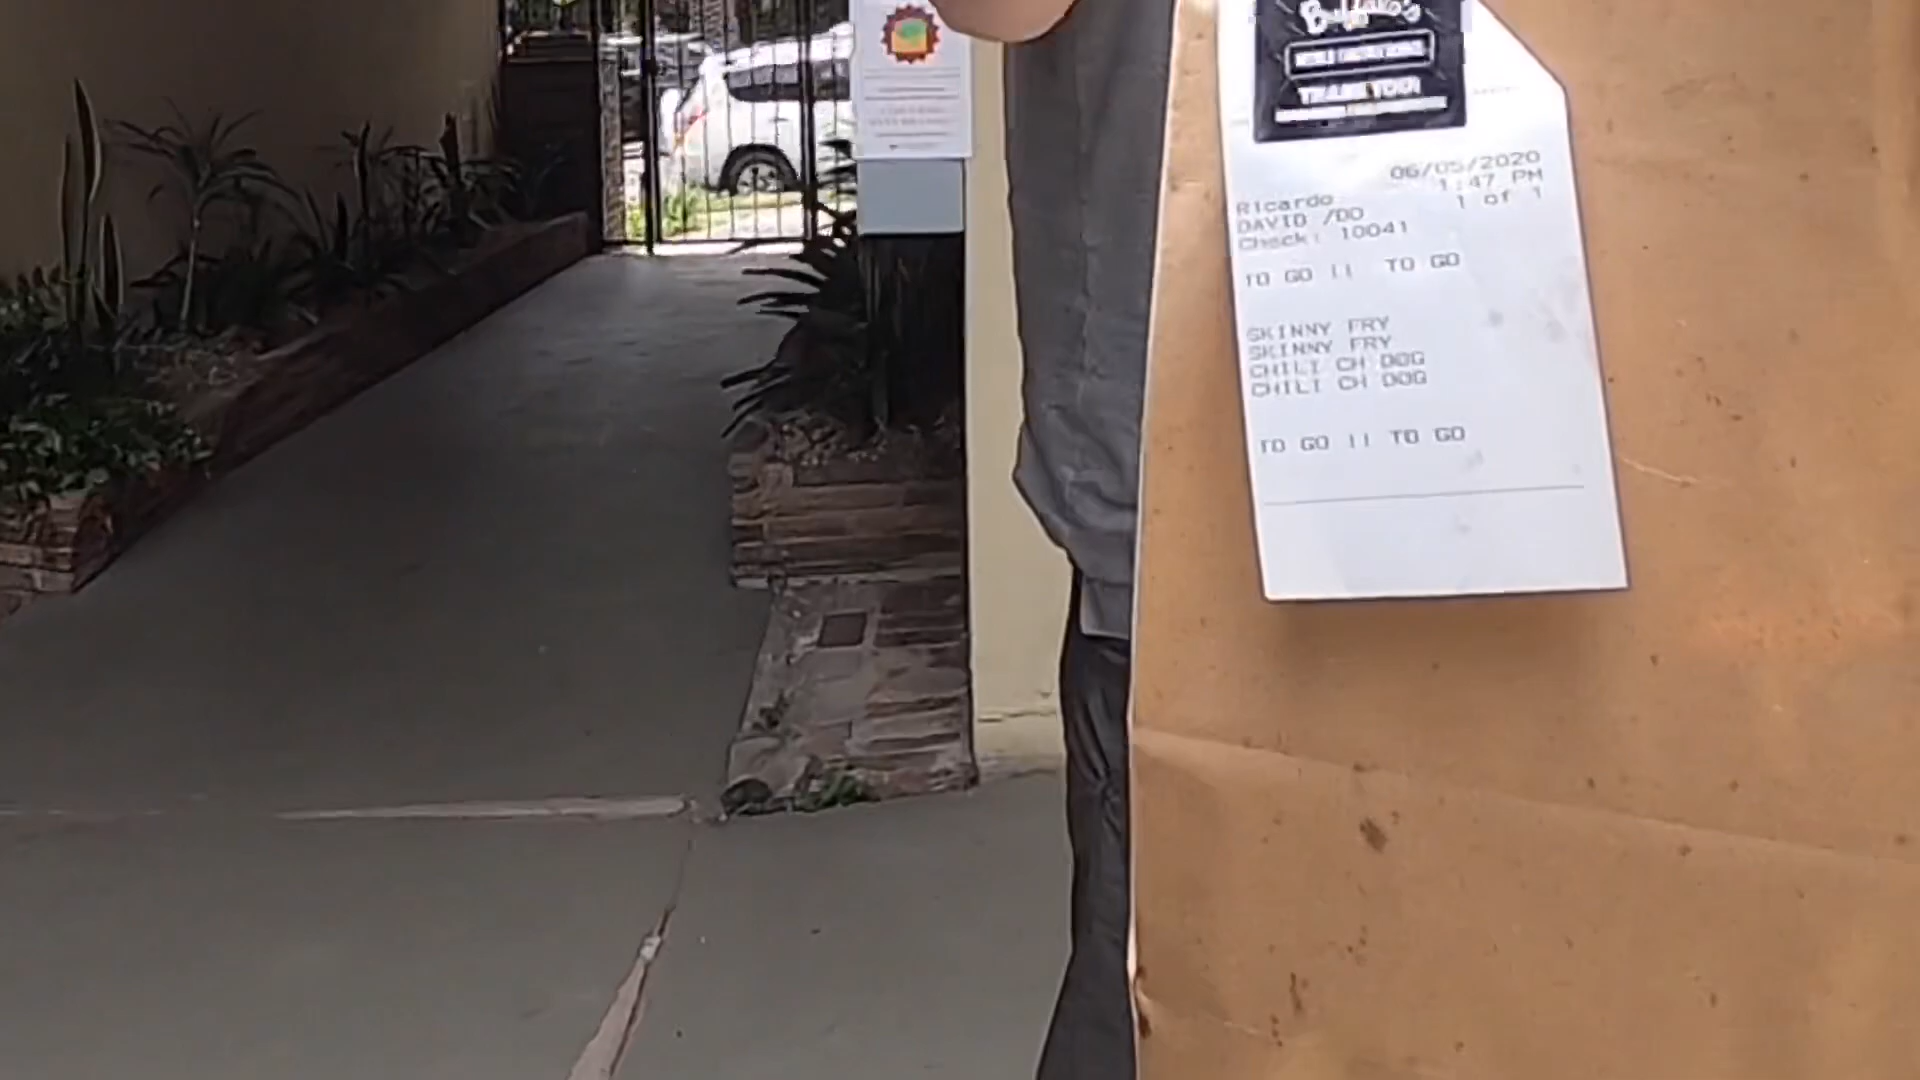 THANK YOU!
06/05/2020
1:47 PM
Ricardo
1 of 1
DAVID /DD
Check: 10041
TO GO !! TO GO
SKINNY FRY
SKINNY FRY
CHILI CH DOG
CHILI CH DOG
TO GO !! TO GO